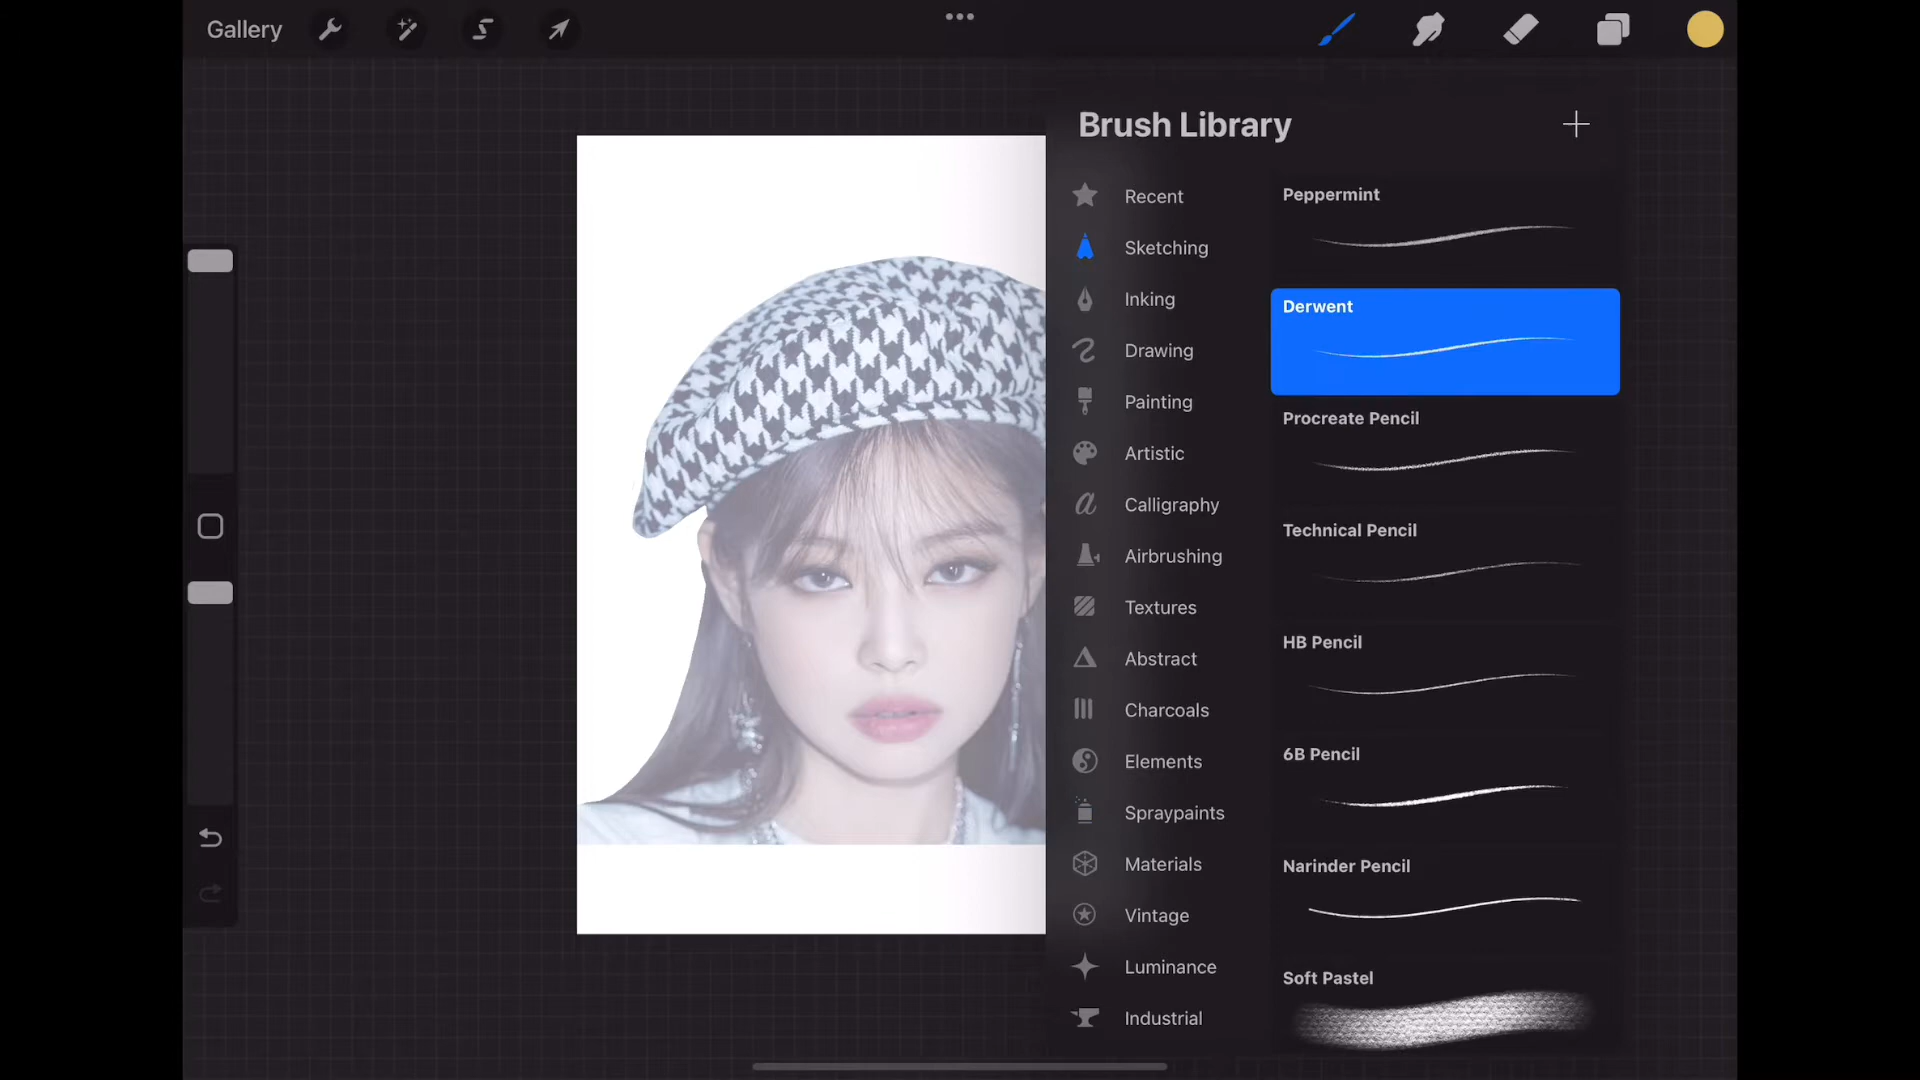 Gallery
Brush Library
Recent
Sketching
Inking
Drawing
Painting
Artistic
Calligraphy
Airbrushing
Textures
Abstract
Charcoals
Elements
Spraypaints
Materials
Vintage
Luminance
Industrial
Peppermint
Derwent
Procreate Pencil
Technical Pencil
HB Pencil
6B Pencil
Narinder Pencil
Soft Pastel